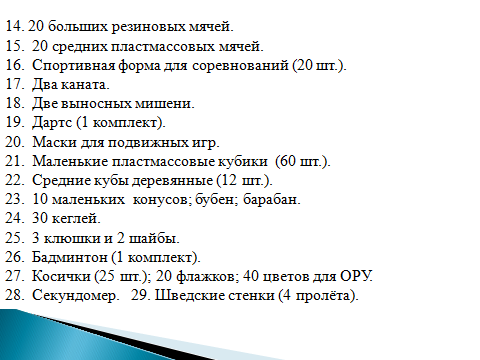 14. 20 больших резиновых мячей.
15. 20 средних пластмассовых мячей.
16. Спортивная форма для соревнований (20 шт.).
17. Два каната.
18. Две выносных мишени.
19. Дартс (1 комплект).
20. Маски для подвижных игр.
21. Маленькие пластмассовые кубики (60 шт.).
22. Средние кубы деревянные (12 шт.).
23. 10 маленьких конусов; бубен; барабан.
24. 30 кеглей.
25. 3 клюшки и 2 шайбы.
26. Бадминтон (1 комплект).
27. Косички (25 шт.); 20 флажков; 40 цветов для ОРУ.
28. Секундомер. 29. Шведские стенки (4 пролёта).